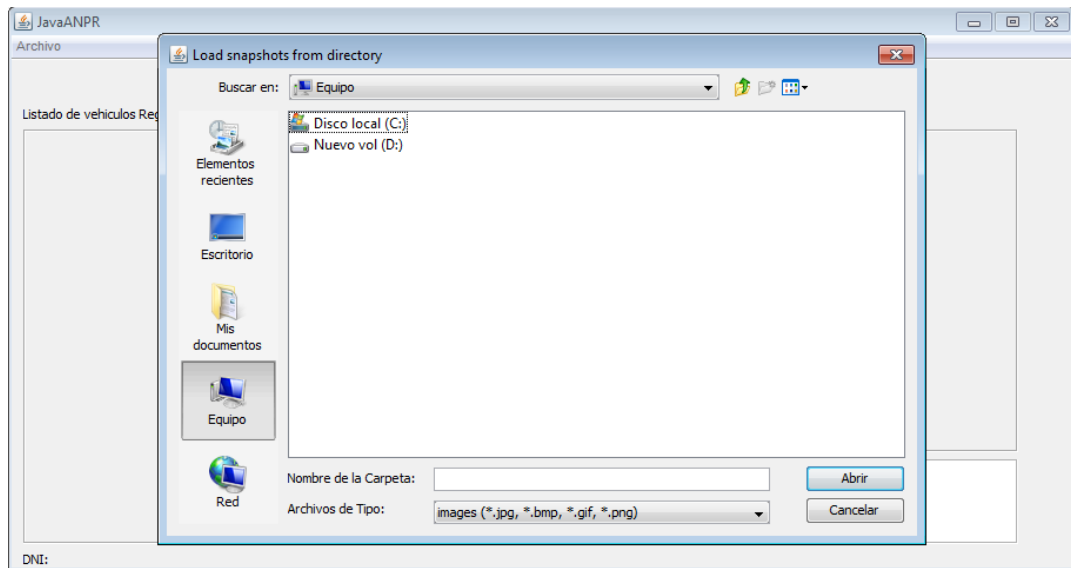 JavaANPR
Archivo
Load snapshots from directory
Buscar en:
Equipo
Listado de vehiculos Reg
Disco local (C:)
Nuevo vol (D:)
Elementos
recientes
Escritorio
Mis
documentos
Equipo
Red
Nombre de la Carpeta:
Abrir
Archivos de Tipo:
images (*.jpg, *.bmp, *.gif, *.png)
Cancelar
DNI: